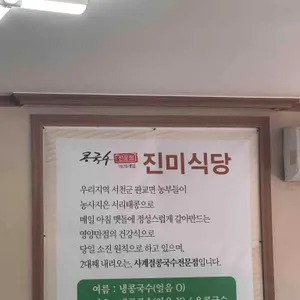 콩국수 전문점 진미식당
우리지역 서천군 판교면 농부들이
농사지은 서리태콩으로
매일 아침 맷돌에 정성스럽게 갈아만드는
영양만점의 건강식으로
당일 소진 원칙으로 하고 있으며,
2대째 내려오는, 사계절콩국수전문점입니다.
여름 : 냉콩국수(얼음 O)